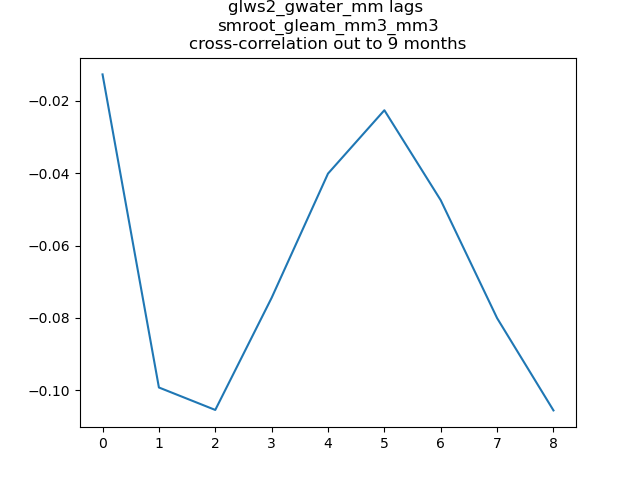 glws2_gwater_mm lags
smroot_gleam_mm3_mm3
cross-correlation out to 9 months
−0.02
−0.04
−0.06
−0.08
−0.10
0 1 2 3 4 5 6 7 8